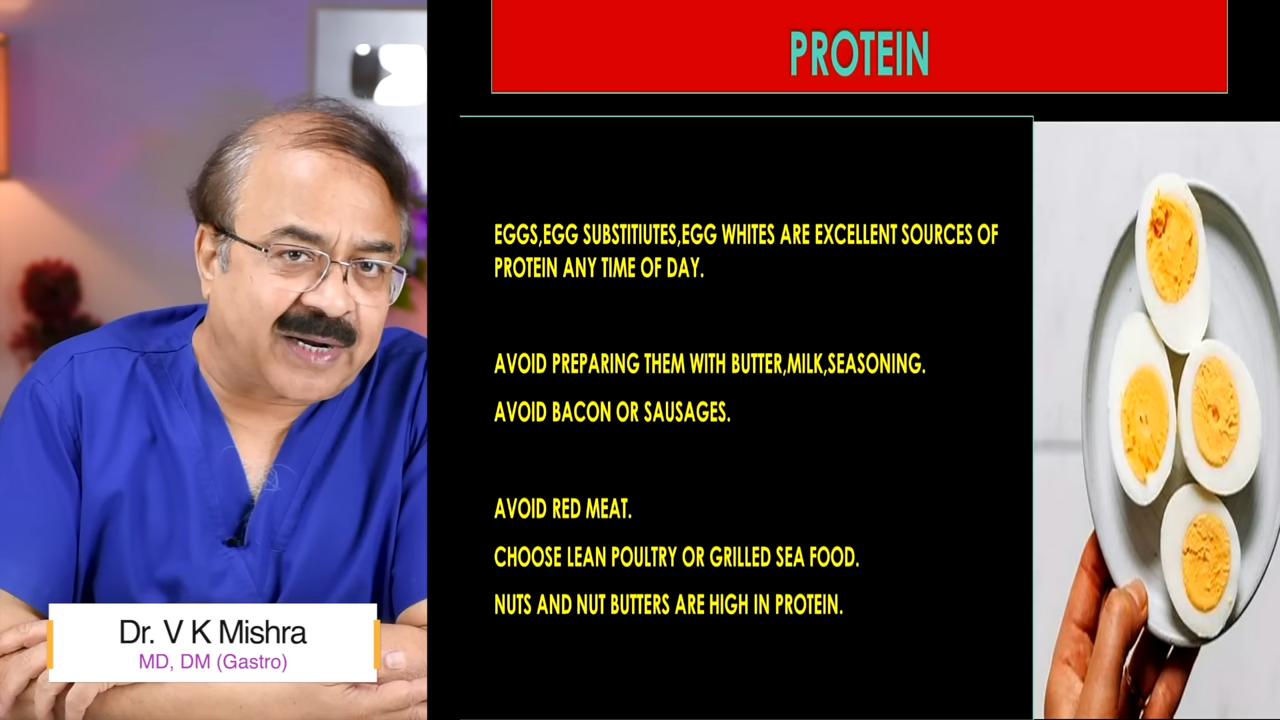 PROTEIN
EGGS,EGG SUBSTITIUTES,EGG WHITES ARE EXCELLENT SOURCES OF
PROTEIN ANY TIME OF DAY.
AVOID PREPARING THEM WITH BUTTER,MILK,SEASONING.
AVOID BACON OR SAUSAGES.
AVOID RED MEAT.
CHOOSE LEAN POULTRY OR GRILLED SEA FOOD.
NUTS AND NUT BUTTERS ARE HIGH IN PROTEIN.
Dr. V K Mishra
MD, DM (Gastro)